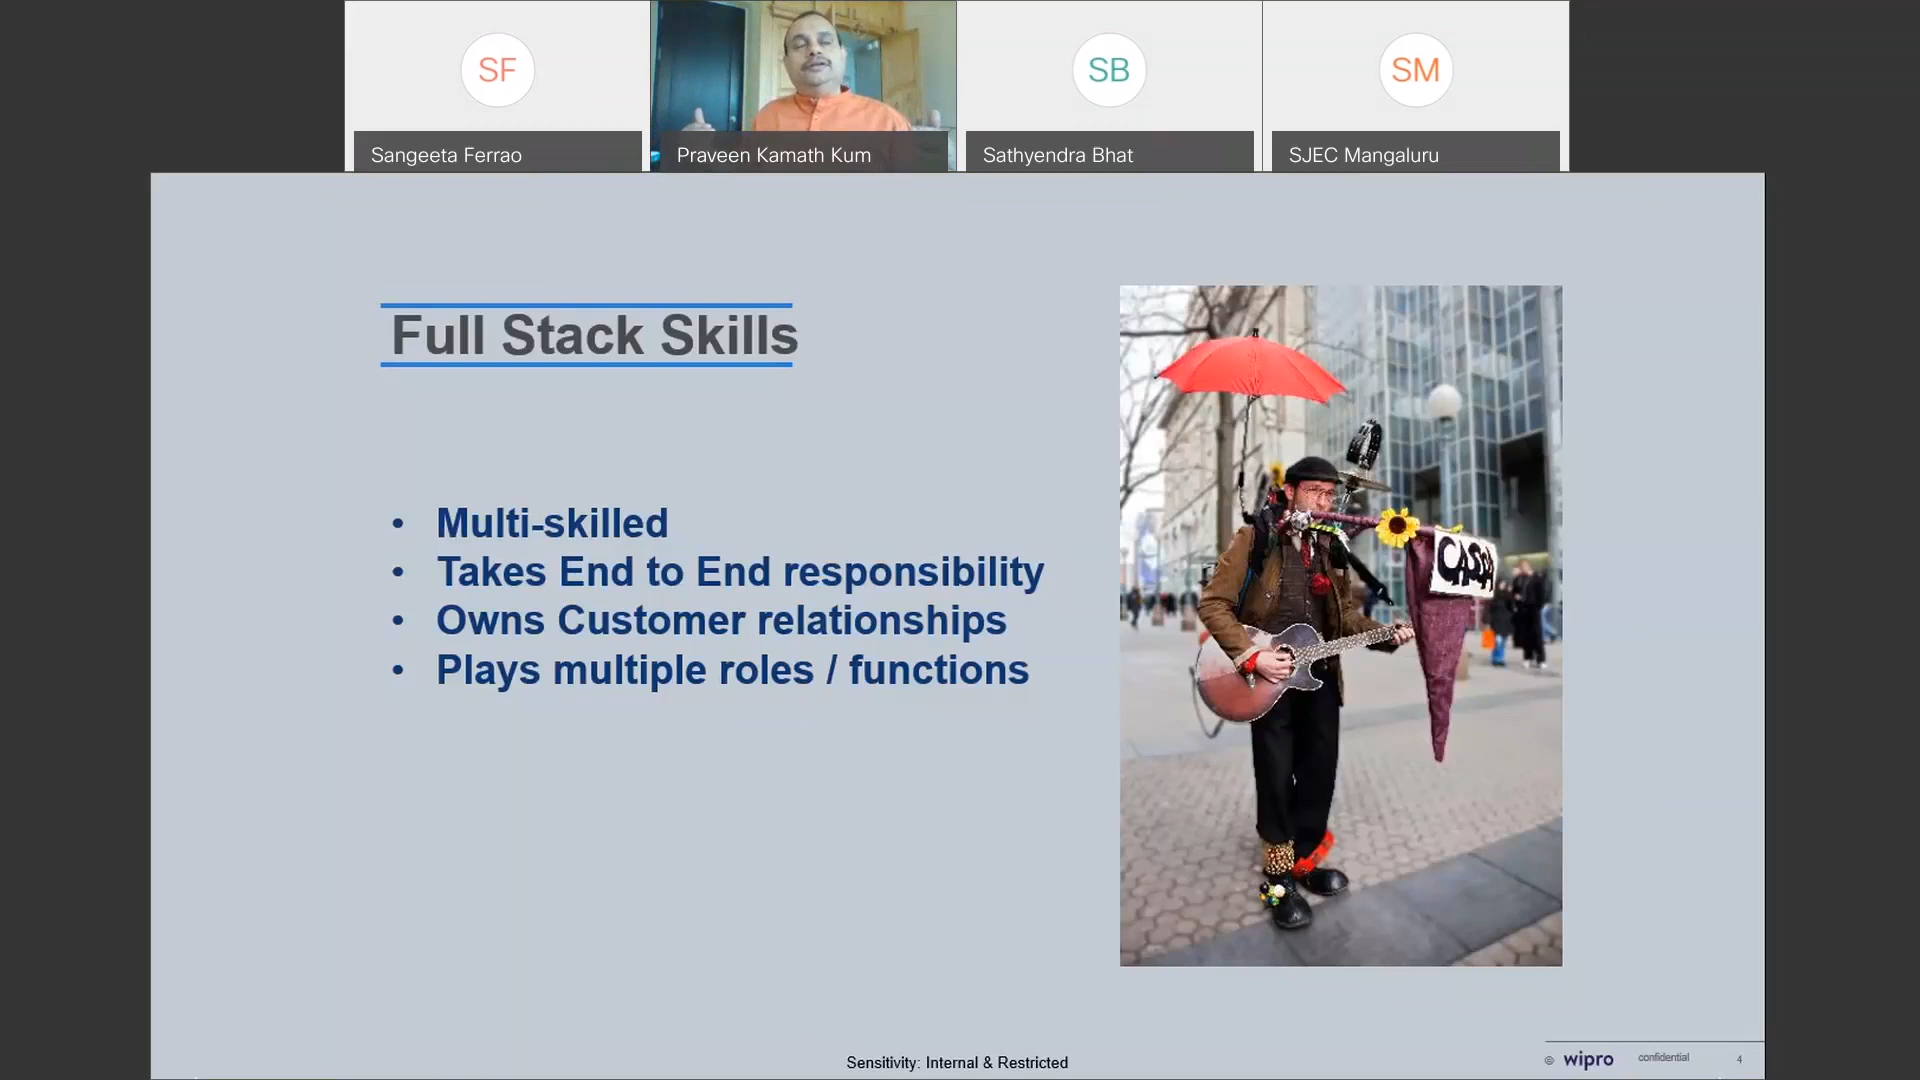 SF
SB
SM
Sangeeta Ferrao
Praveen Kamath Kum
Sathyendra Bhat
SJEC Mangaluru
Full Stack Skills
• Multi-skilled
• Takes End to End responsibility
• Owns Customer relationships
• Plays multiple roles / functions
CASSA
Sensitivity: Internal & Restricted
© wipro confidential 4